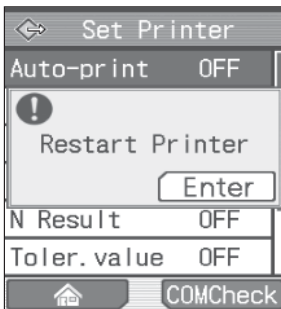 Set Printer
Auto-print OFF
Restart Printer
Enter
N Result OFF
Toler.value OFF
COMCheck